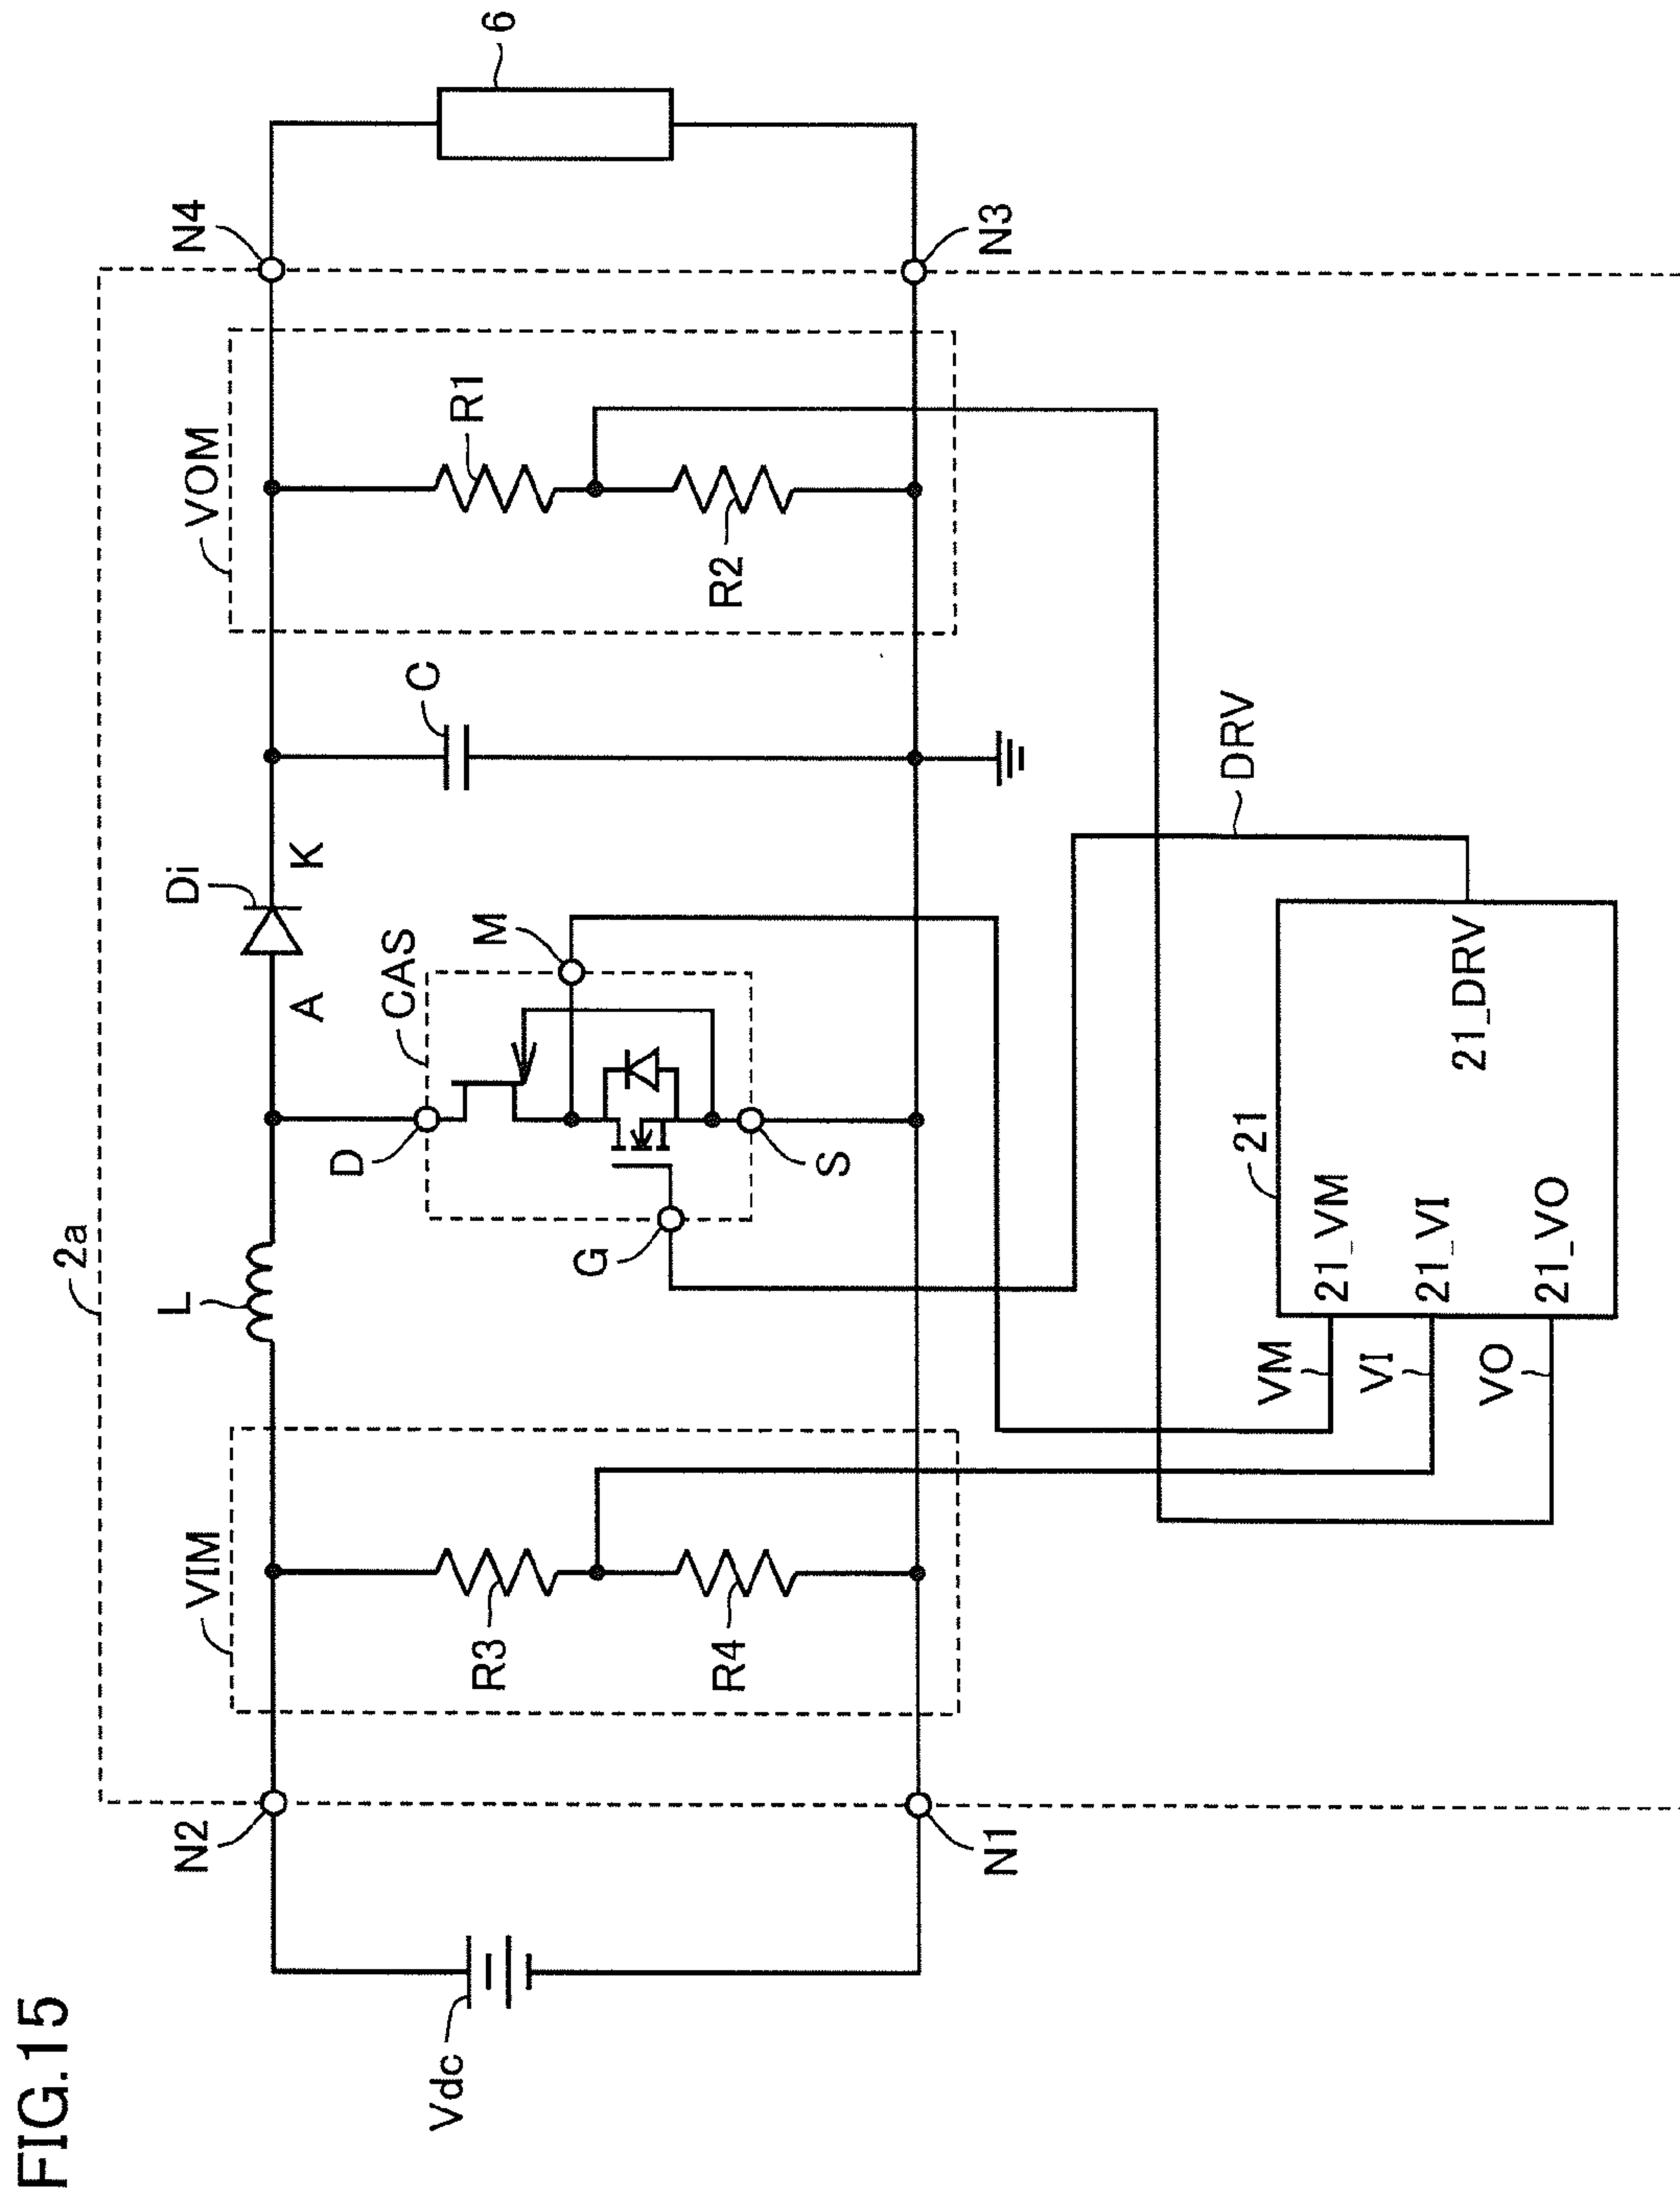 FIG.15
2a
N2
N1
Vdc
VIM
R3
R4
L
D
G
S
CAS
M
A
K
Di
C
VOM
R1
R2
N4
N3
6
DRV
21
21_VM
21_VI
21_VO
21_DRV
VM
VI
VO